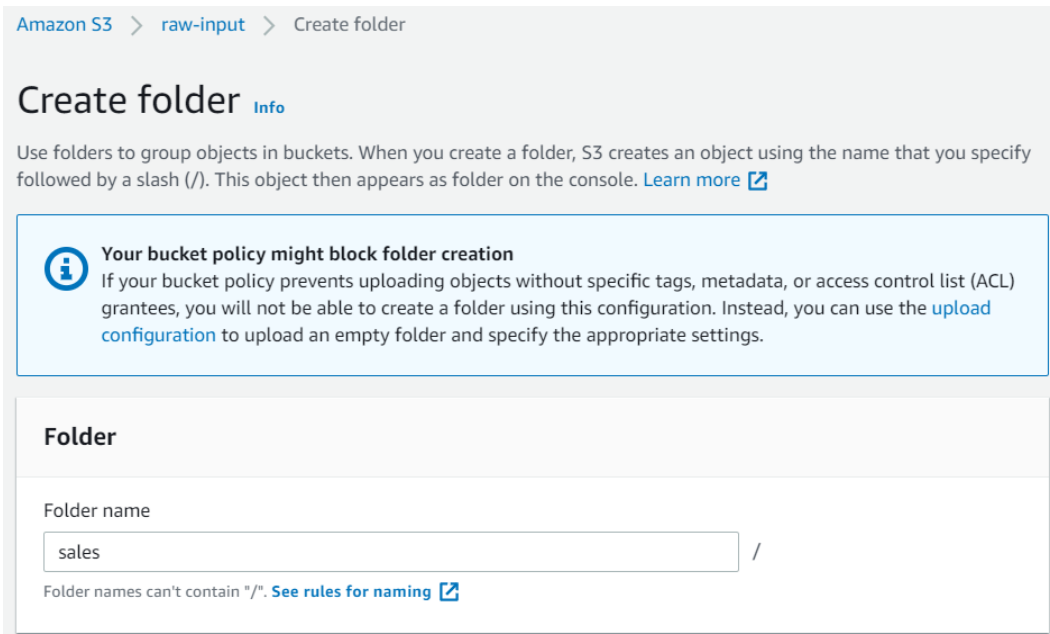 Amazon S3 > raw-input > Create folder
Create folder Info
Use folders to group objects in buckets. When you create a folder, S3 creates an object using the name that you specify
followed by a slash (/). This object then appears as folder on the console. Learn more
Your bucket policy might block folder creation
If your bucket policy prevents uploading objects without specific tags, metadata, or access control list (ACL)
grantees, you will not be able to create a folder using this configuration. Instead, you can use the upload
configuration to upload an empty folder and specify the appropriate settings.
Folder
Folder name
sales /
Folder names can't contain "/". See rules for naming